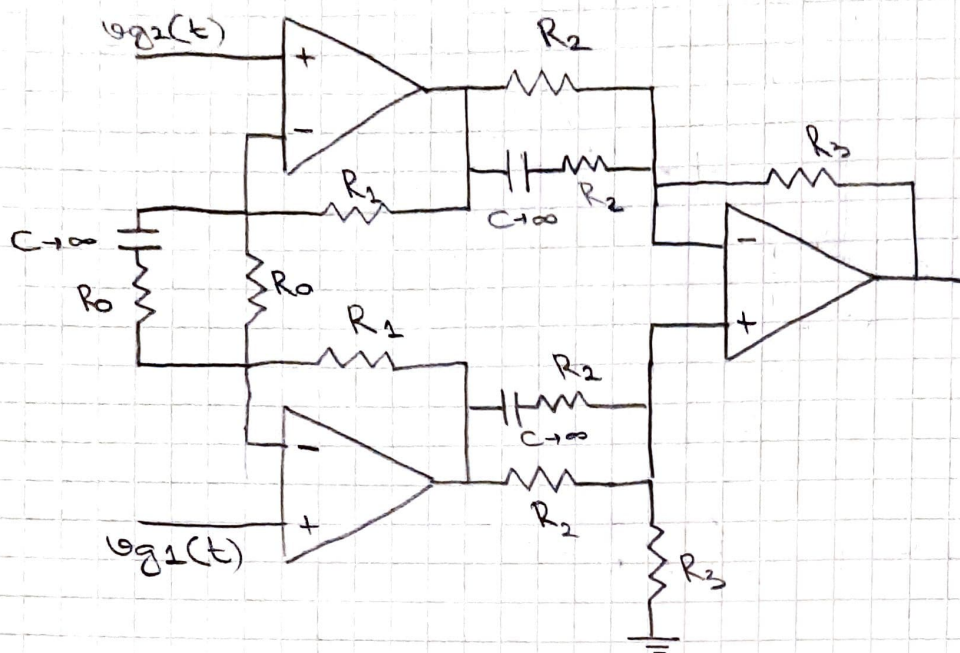 vg2(t)
R2
+
−
R3
R1
C→∞
R2
C→∞
−
R0
R0
R1
+
R2
C→∞
−
R2
+
vg1(t)
R3